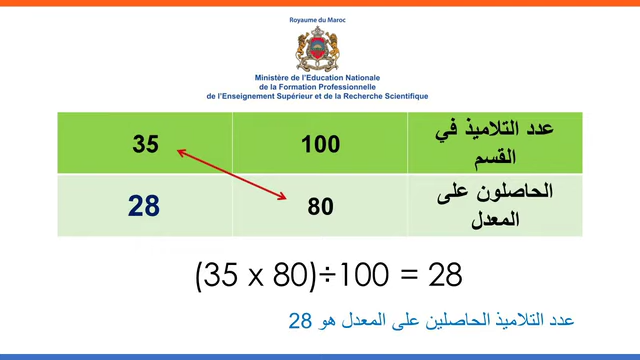 Royaume du Maroc
Ministère de l'Education Nationale
de la Formation Professionnelle
de l'Enseignement Supérieur et de la Recherche Scientifique
عدد التلاميذ في
القسم
100
35
الحاصلون على
المعدل
80
28
(35 x 80)÷100 = 28
عدد التلاميذ الحاصلين على المعدل هو 28